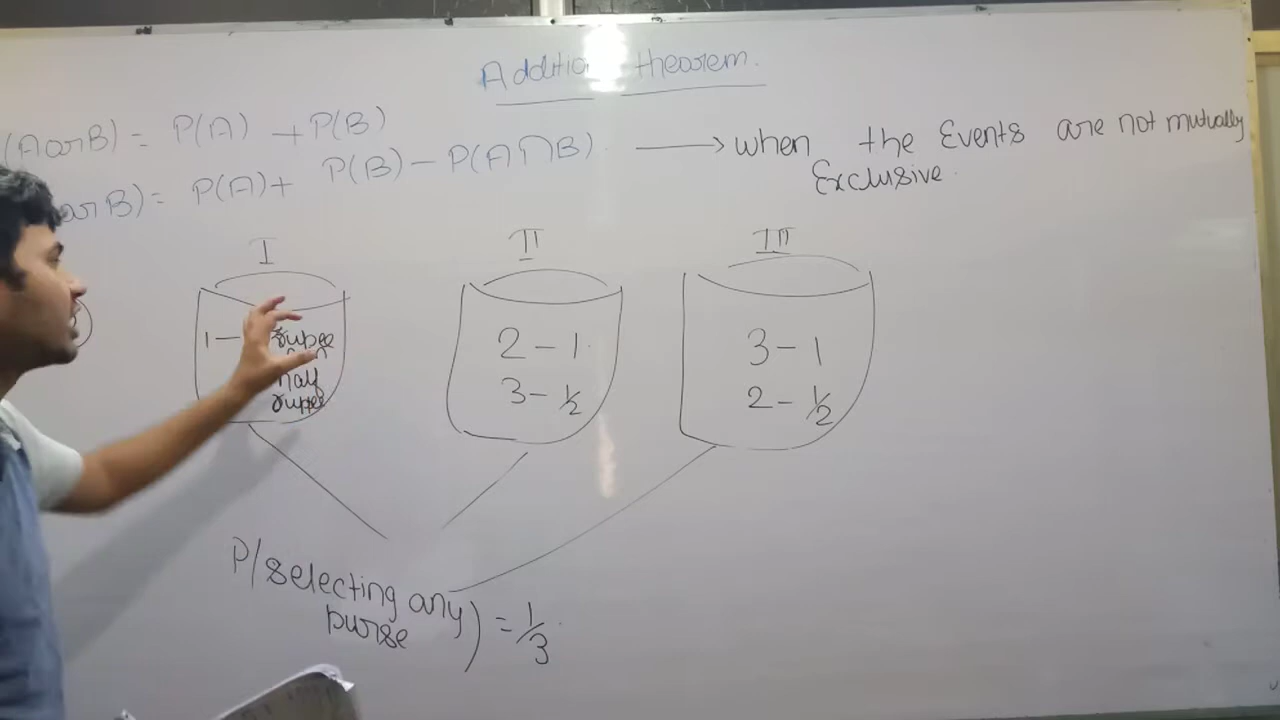 Addition theorem.
(A or B) = P(A) + P(B)
or B) = P(A) + P(B) - P(A∩B) → when the Events are not mutually
Exclusive.
I
II
III
1 - rupee
half
rupee
2 - 1
3 - 1/2
3 - 1
2 - 1/2
P(selecting any
purse) = 1/3